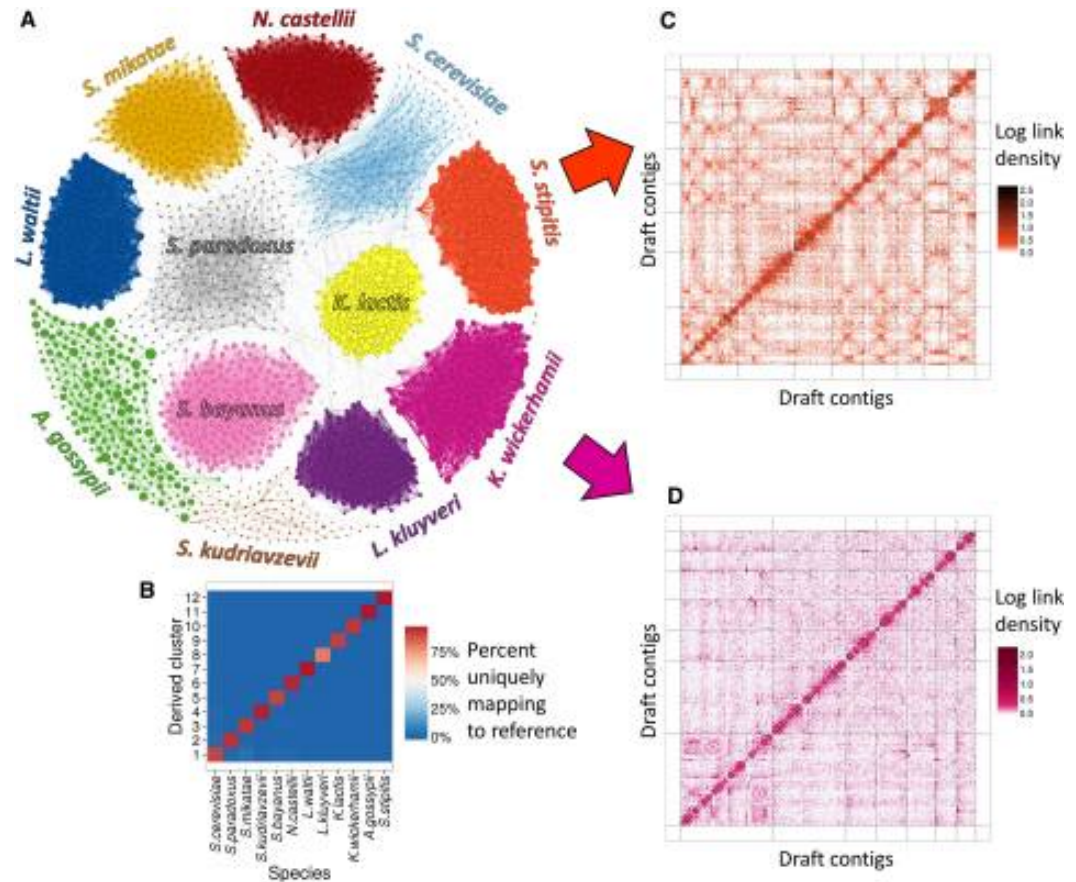 A
N. castellii
S. mikatae
S. cerevisiae
L. waltii
S. stipitis
S. paradoxus
K. lactis
S. bayanus
A. gossypii
K. wickerhamii
L. kluyveri
S. kudriavzevii
B
Derived cluster
12
11
10
9
8
7
6
5
4
3
2
1
S.cerevisiae
S.paradoxus
S.mikatae
S.kudriavzevii
S.bayanus
N.castellii
L.waltii
L.kluyveri
K.lactis
K.wickerhamii
A.gossypii
S.stipitis
Species
75%
50%
25%
0%
Percent
uniquely
mapping
to reference
C
Draft contigs
Draft contigs
Log link
density
2.5
2.0
1.5
1.0
0.5
0.0
D
Draft contigs
Draft contigs
Log link
density
2.0
1.5
1.0
0.5
0.0